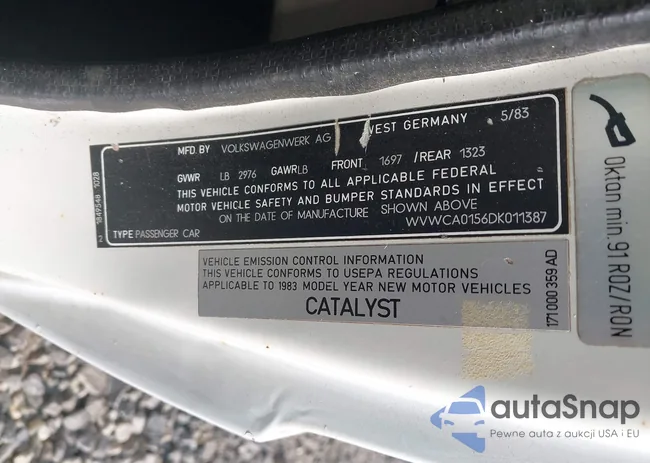 MFD.BY VOLKSWAGENWERK AG WEST GERMANY 5/83
GVWR LB 2976 GAWR LB FRONT 1697 /REAR 1323
THIS VEHICLE CONFORMS TO ALL APPLICABLE FEDERAL
MOTOR VEHICLE SAFETY AND BUMPER STANDARDS IN EFFECT
ON THE DATE OF MANUFACTURE SHOWN ABOVE
WVWCA0156DK011387
TYPE: PASSENGER CAR
VEHICLE EMISSION CONTROL INFORMATION
THIS VEHICLE CONFORMS TO USEPA REGULATIONS
APPLICABLE TO 1983 MODEL YEAR NEW MOTOR VEHICLES
CATALYST
171 000 359 AD
Oktan min. 91 ROZ/RON
autaSnap
Pewne auta z aukcji USA i EU